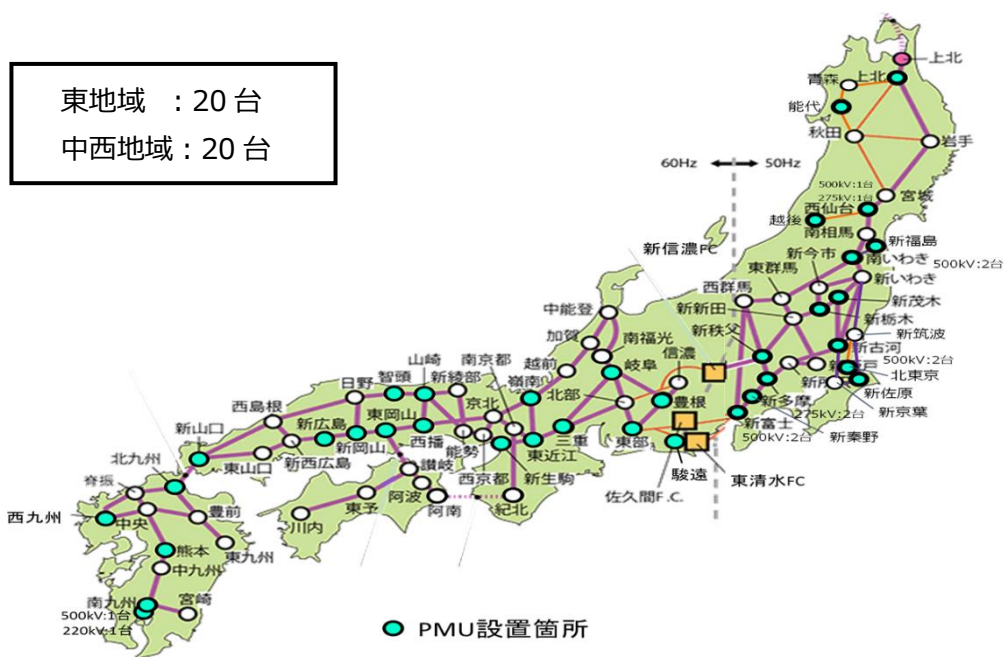 東地域 : 20 台
中西地域 : 20 台
上北
青森
上北
能代
秋田
岩手
60Hz
50Hz
500kV:1台
275kV:1台
宮城
西仙台
越後
南相馬
新福島
新信濃FC
新今市
南いわき
500kV:2台
東群馬
新いわき
西群馬
新茂木
中能登
新新田
新栃木
加賀
新秩父
新筑波
南福光
信濃
新古河
山崎
南京都
越前
岐阜
500kV:2台
智頭
新綾部
嶺南
北東京
日野
京北
北部
豊根
新佐原
西島根
東岡山
新多摩
新京葉
275kV:2台
新広島
新富士
新山口
新岡山
西播
三重
東部
500kV:2台
新秦野
北九州
能勢
東近江
東山口
新西広島
讃岐
西京都
新生駒
駿遠
東清水FC
脊振
佐久間F.C.
阿波
西九州
中央
豊前
東予
阿南
紀北
川内
熊本
東九州
中九州
南九州
宮崎
500kV:1台
220kV:1台
PMU設置箇所